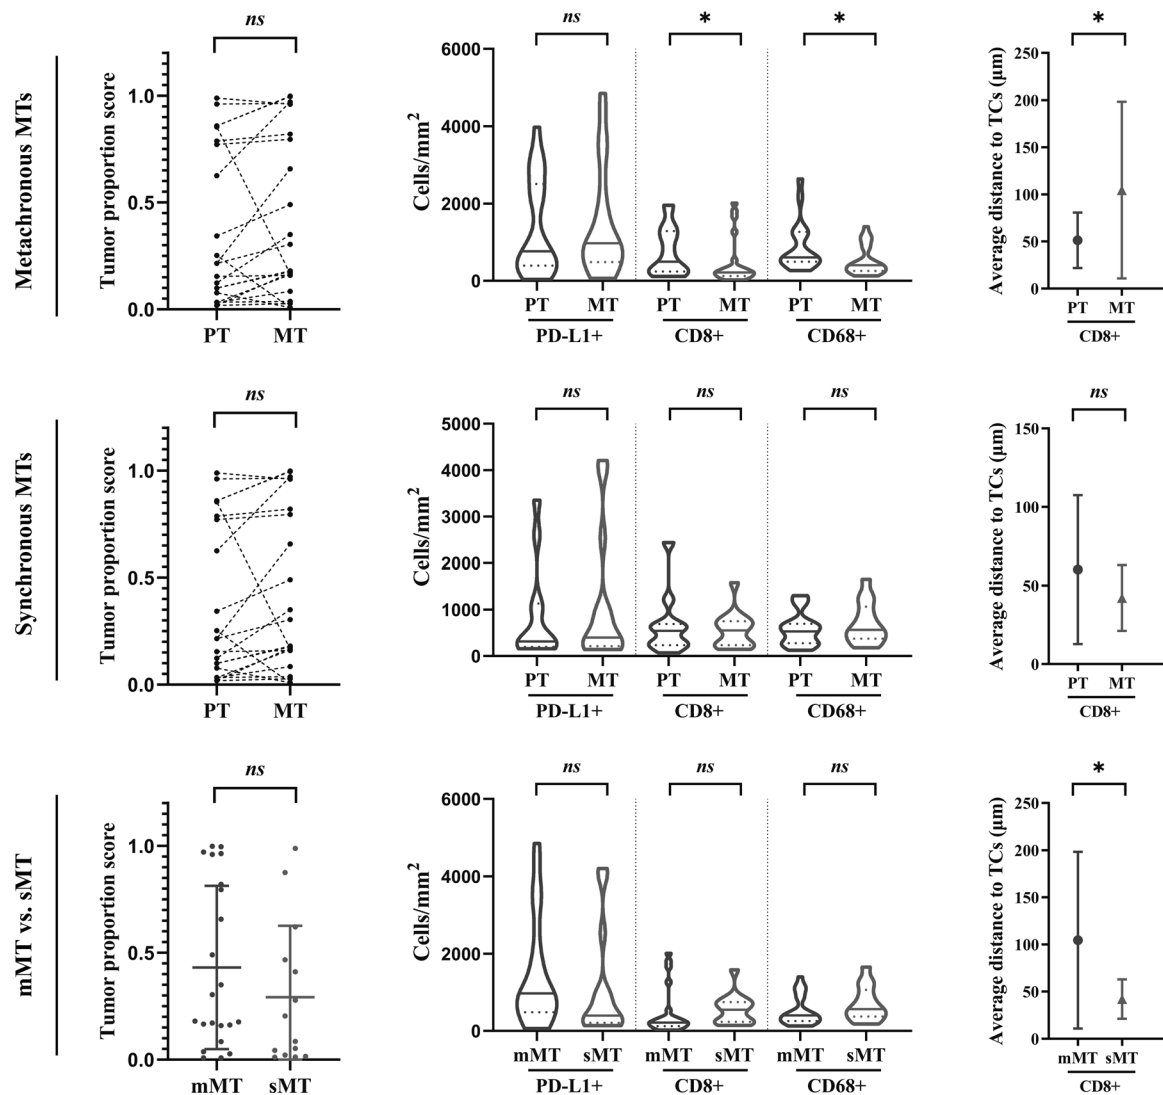 Metachronous MTs
ns
Tumor proportion score
1.0
0.5
0.0
PT MT
ns * *
Cells/mm²
6000
4000
2000
0
PT MT PT MT PT MT
PD-L1+ CD8+ CD68+
*
Average distance to TCs (μm)
250
200
150
100
50
0
PT MT
CD8+
Synchronous MTs
ns
Tumor proportion score
1.0
0.5
0.0
PT MT
ns ns ns
Cells/mm²
5000
4000
3000
2000
1000
0
PT MT PT MT PT MT
PD-L1+ CD8+ CD68+
ns
Average distance to TCs (μm)
150
100
50
0
PT MT
CD8+
mMT vs. sMT
ns
Tumor proportion score
1.0
0.5
0.0
mMT sMT
ns ns ns
Cells/mm²
6000
4000
2000
0
mMT sMT mMT sMT mMT sMT
PD-L1+ CD8+ CD68+
*
Average distance to TCs (μm)
250
200
150
100
50
0
mMT sMT
CD8+